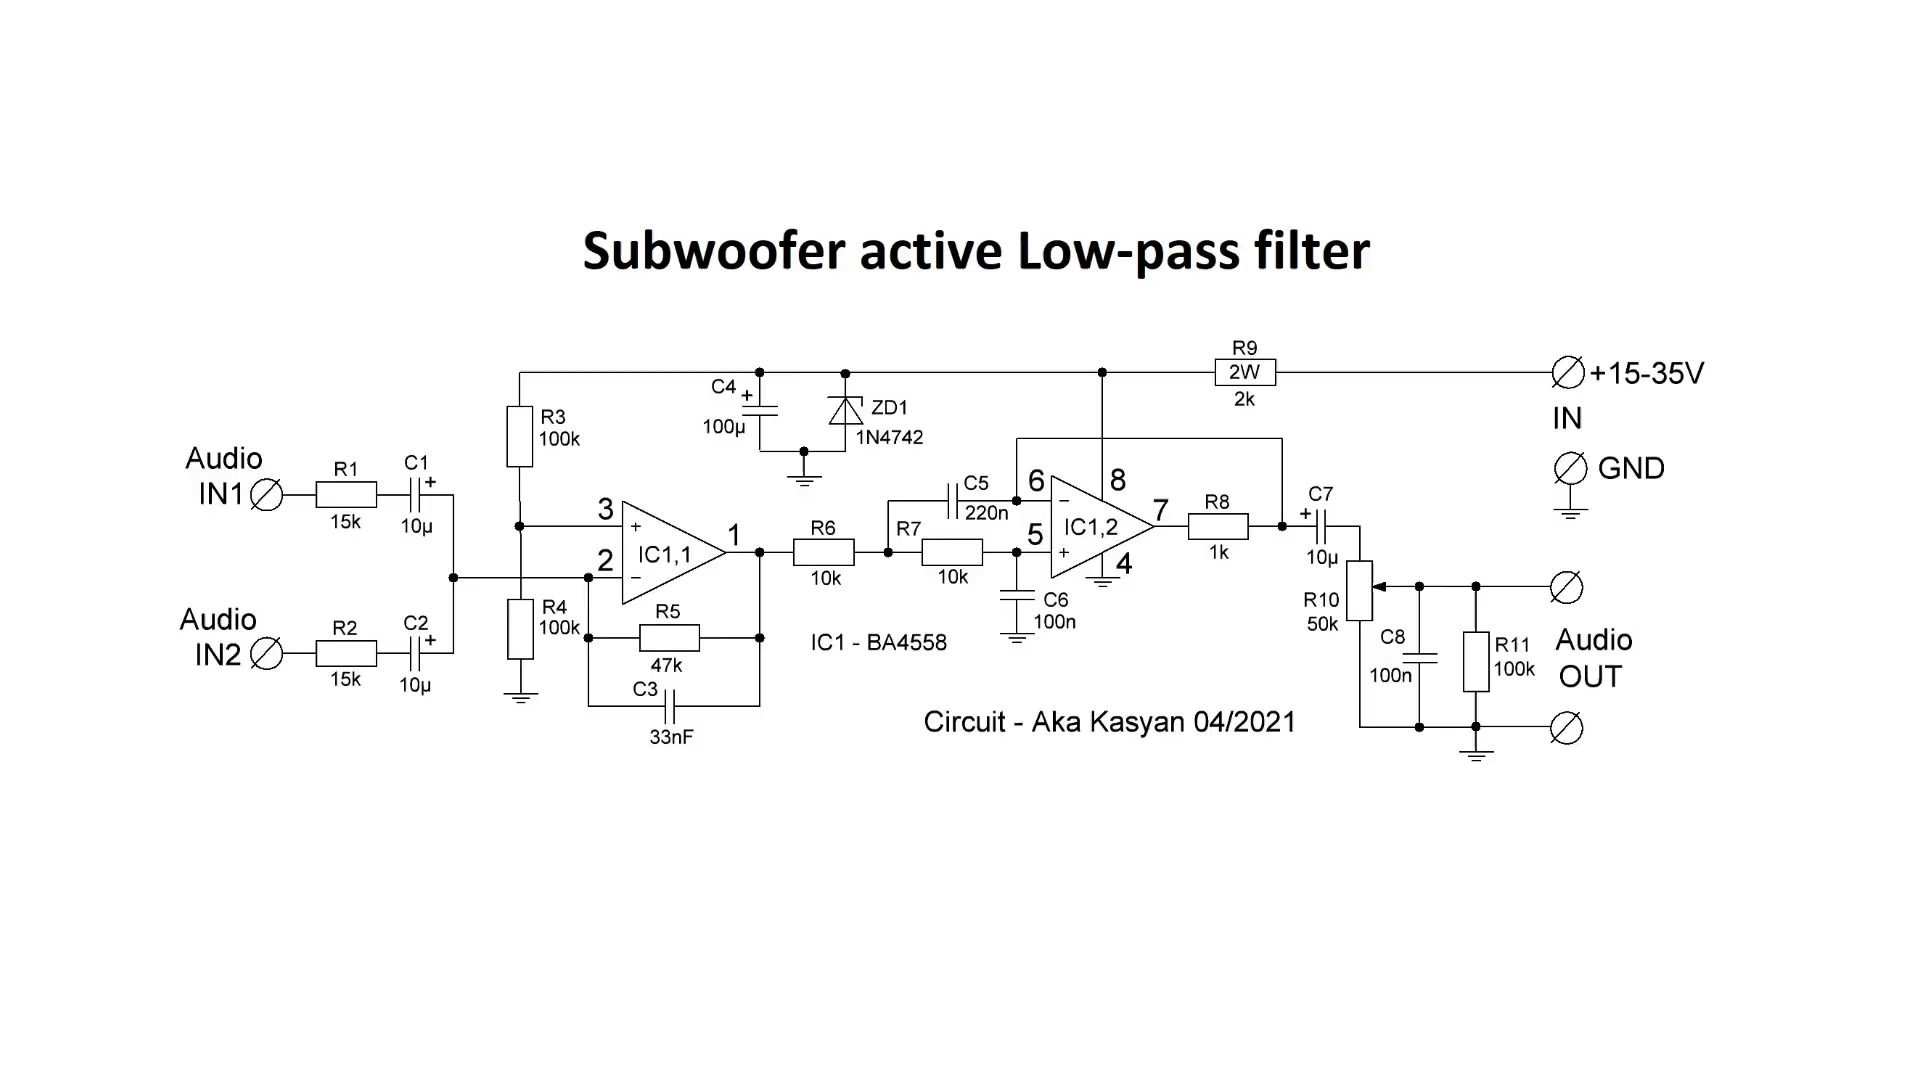 Subwoofer active Low-pass filter
R9
2W
2k
+15-35V
IN
GND
C4
+
100µ
ZD1
1N4742
R3
100k
Audio
IN1
R1
15k
C1
+
10µ
3
+
2
-
IC1,1
1
R6
10k
R7
10k
C5
220n
6
-
5
+
IC1,2
8
7
4
R8
1k
C7
+
10µ
R10
50k
C6
100n
R4
100k
R5
47k
C3
33nF
Audio
IN2
R2
15k
C2
+
10µ
IC1 - BA4558
C8
100n
R11
100k
Audio
OUT
Circuit - Aka Kasyan 04/2021